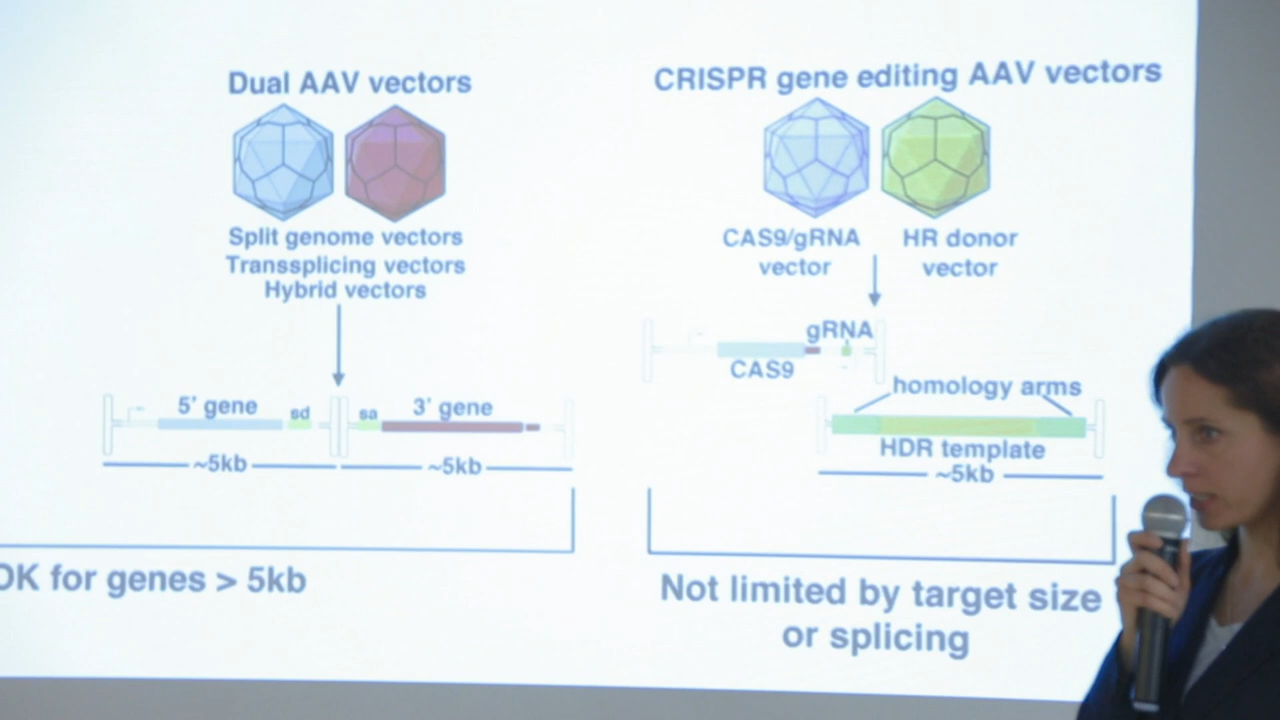 Dual AAV vectors
Split genome vectors
Transsplicing vectors
Hybrid vectors
5' gene
sd
sa
3' gene
~5kb
~5kb
OK for genes > 5kb
CRISPR gene editing AAV vectors
CAS9/gRNA
vector
HR donor
vector
gRNA
CAS9
homology arms
HDR template
~5kb
Not limited by target size
or splicing